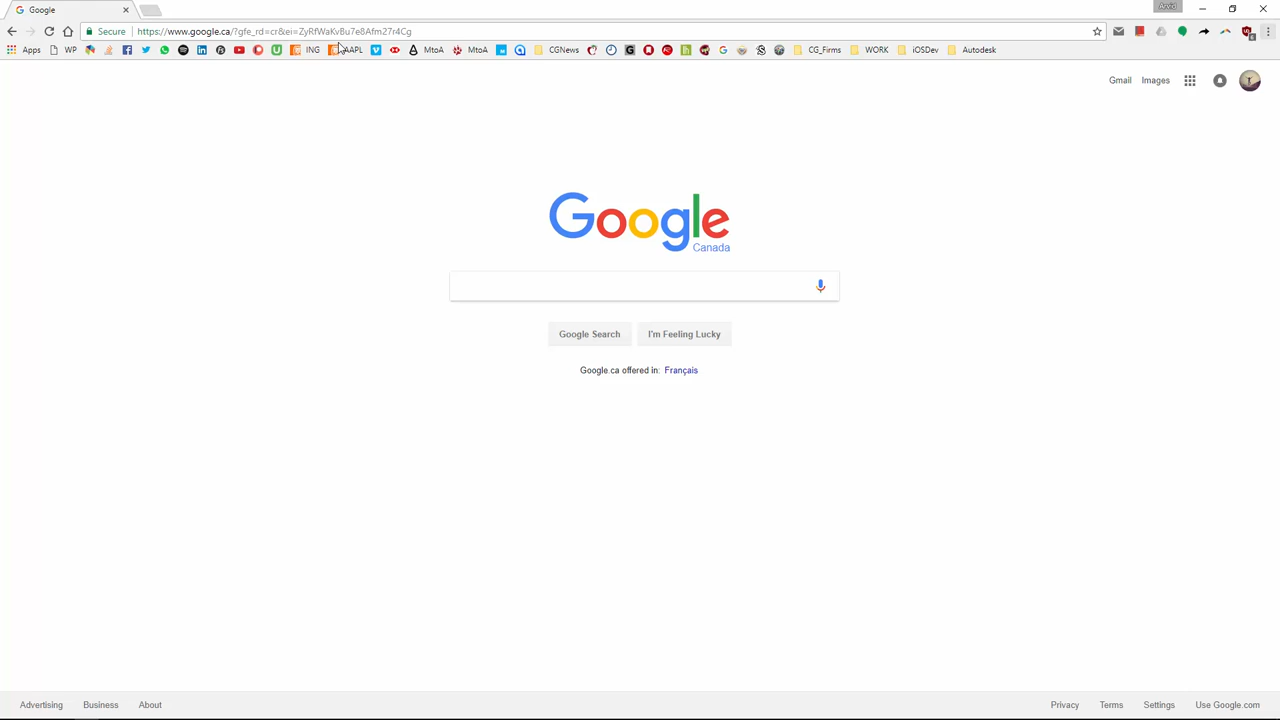 Google
Arvid
Secure https://www.google.ca/?gfe_rd=cr&ei=ZyRfWaKvBu7e8Afm27r4Cg
Apps WP ING AAPL MtoA MtoA CGNews CG_Firms WORK iOSDev Autodesk
Gmail Images
Google
Canada
Google Search I'm Feeling Lucky
Google.ca offered in: Français
Advertising Business About Privacy Terms Settings Use Google.com